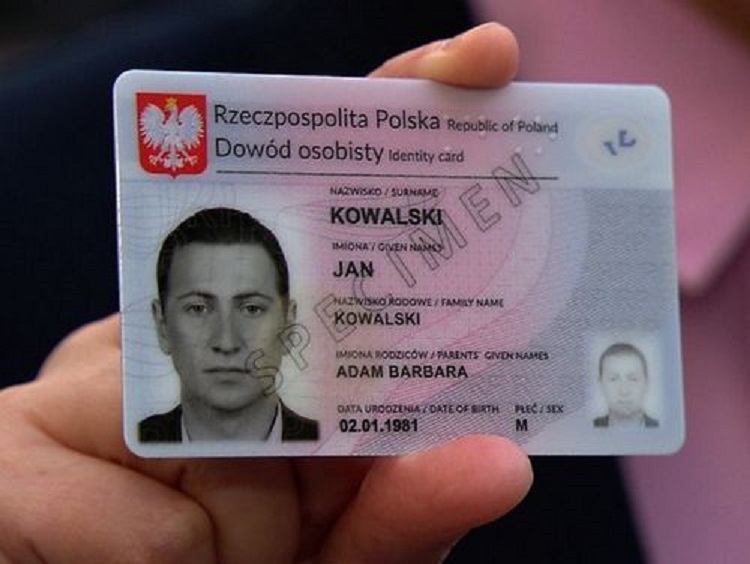 Rzeczpospolita Polska Republic of Poland
Dowód osobisty Identity card
NAZWISKO / SURNAME
KOWALSKI
IMIONA / GIVEN NAMES
JAN
NAZWISKO RODOWE / FAMILY NAME
KOWALSKI
IMIONA RODZICÓW / PARENTS' GIVEN NAMES
ADAM BARBARA
DATA URODZENIA / DATE OF BIRTH PŁEĆ / SEX
02.01.1981 M
SPECIMEN